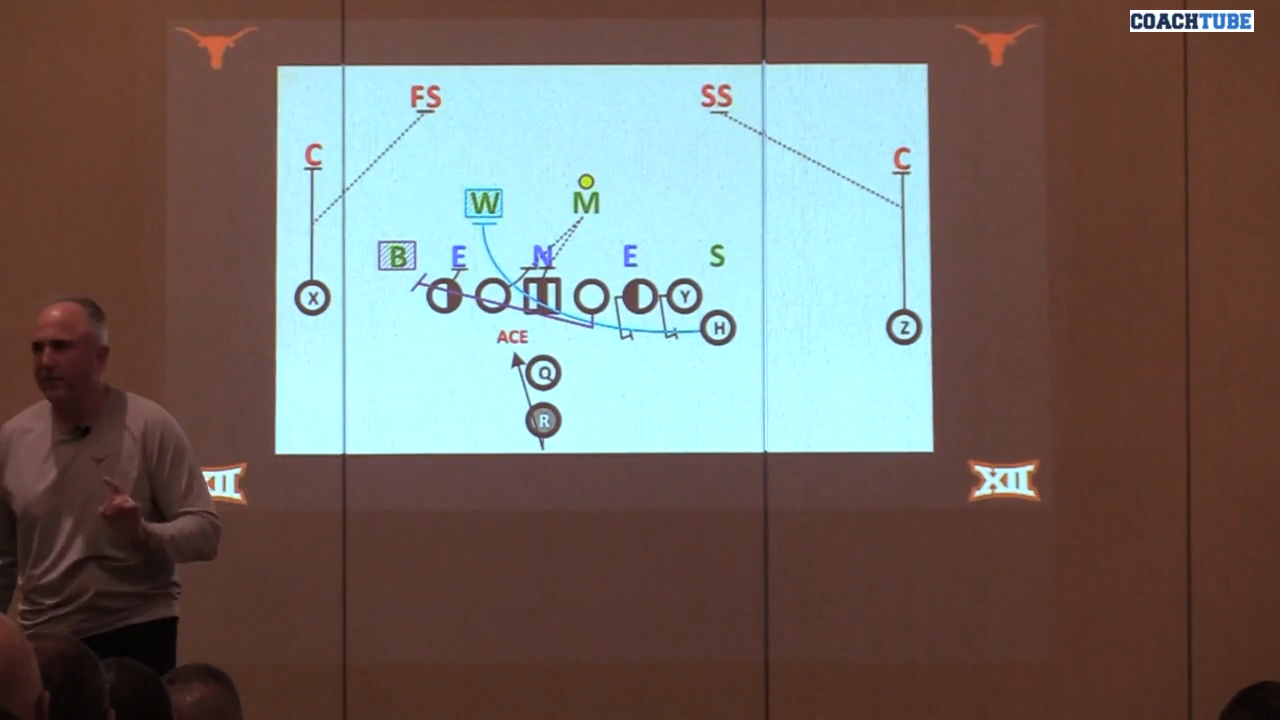 COACHTUBE
FS SS
C C
W M
B E N E S
X Y Z
H
ACE
Q
R
XII XII